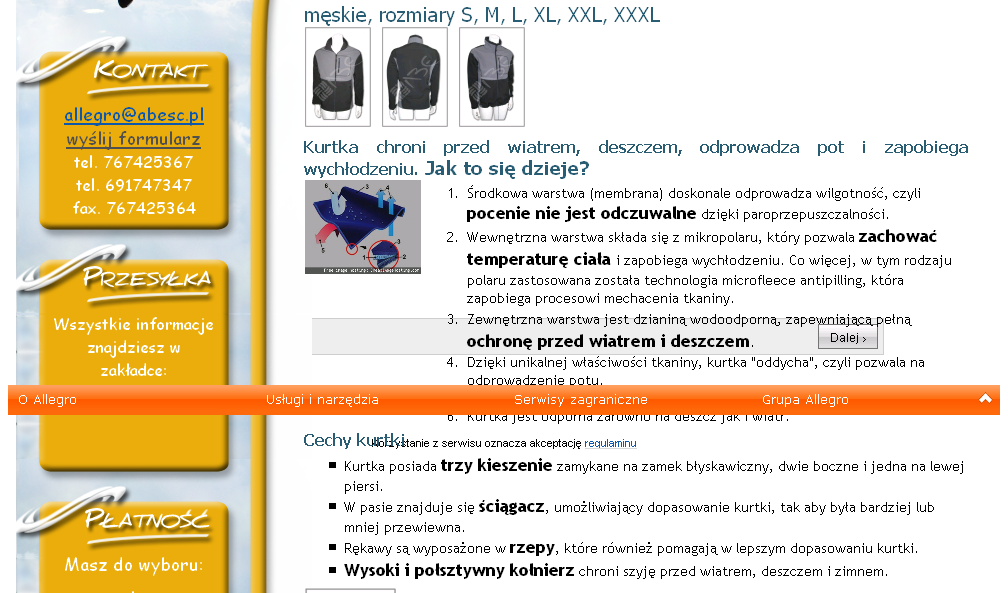 męskie, rozmiary S, M, L, XL, XXL, XXXL
KONTAKT
allegro@abesc.pl
wyślij formularz
tel. 767425367
tel. 691747347
fax. 767425364
PRZESYŁKA
Wszystkie informacje
znajdziesz w
zakładce:
PŁATNOŚĆ
Masz do wyboru:
Kurtka chroni przed wiatrem, deszczem, odprowadza pot i zapobiega
wychłodzeniu. Jak to się dzieje?
1. Środkowa warstwa (membrana) doskonale odprowadza wilgotność, czyli
pocenie nie jest odczuwalne dzięki paroprzepuszczalności.
2. Wewnętrzna warstwa składa się z mikropolaru, który pozwala zachować
temperaturę ciała i zapobiega wychłodzeniu. Co więcej, w tym rodzaju
polaru zastosowana została technologia microfleece antipilling, która
zapobiega procesowi mechacenia tkaniny.
3. Zewnętrzna warstwa jest dzianiną wodoodporną, zapewniającą pełną
ochronę przed wiatrem i deszczem.
Dalej ›
4. Dzięki unikalnej właściwości tkaniny, kurtka "oddycha", czyli pozwala na
odprowadzenie potu.
O Allegro Usługi i narzędzia Serwisy zagraniczne Grupa Allegro
6. Kurtka jest odporna zarówno na deszcz jak i wiatr.
Cechy kurtki
Korzystanie z serwisu oznacza akceptację regulaminu
Kurtka posiada trzy kieszenie zamykane na zamek błyskawiczny, dwie boczne i jedna na lewej
piersi.
W pasie znajduje się ściągacz, umożliwiający dopasowanie kurtki, tak aby była bardziej lub
mniej przewiewna.
Rękawy są wyposażone w rzepy, które również pomagają w lepszym dopasowaniu kurtki.
Wysoki i polsztywny kołnierz chroni szyję przed wiatrem, deszczem i zimnem.